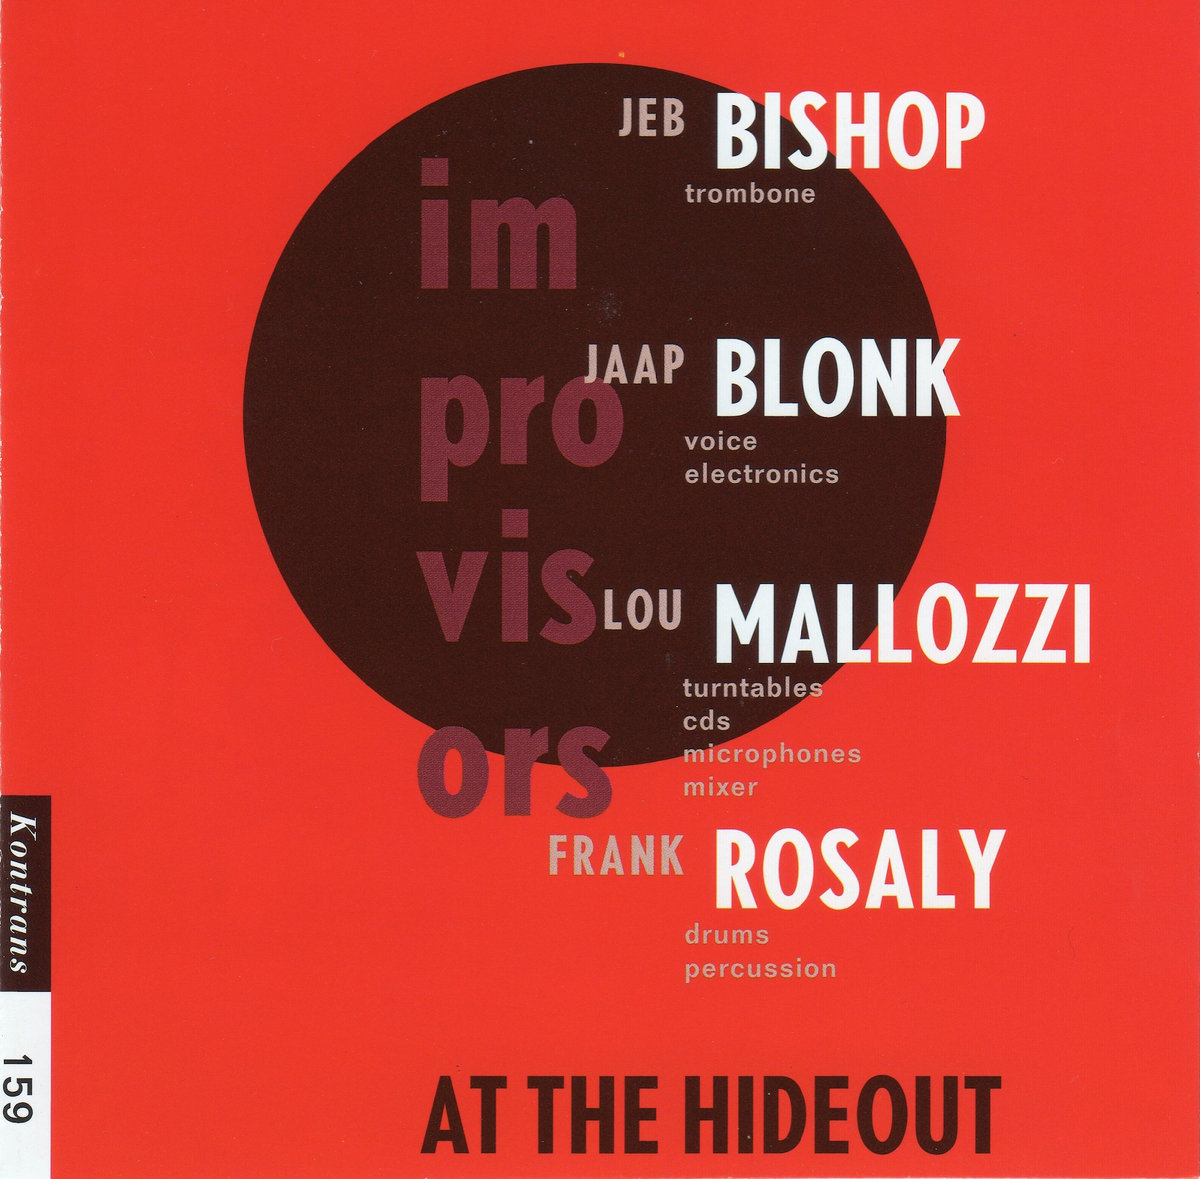 JEB BISHOP
trombone
im
pro
vis
ors
JAAP BLONK
voice
electronics
LOU MALLOZZI
turntables
cds
microphones
mixer
FRANK ROSALY
drums
percussion
AT THE HIDEOUT
Kontrans
159